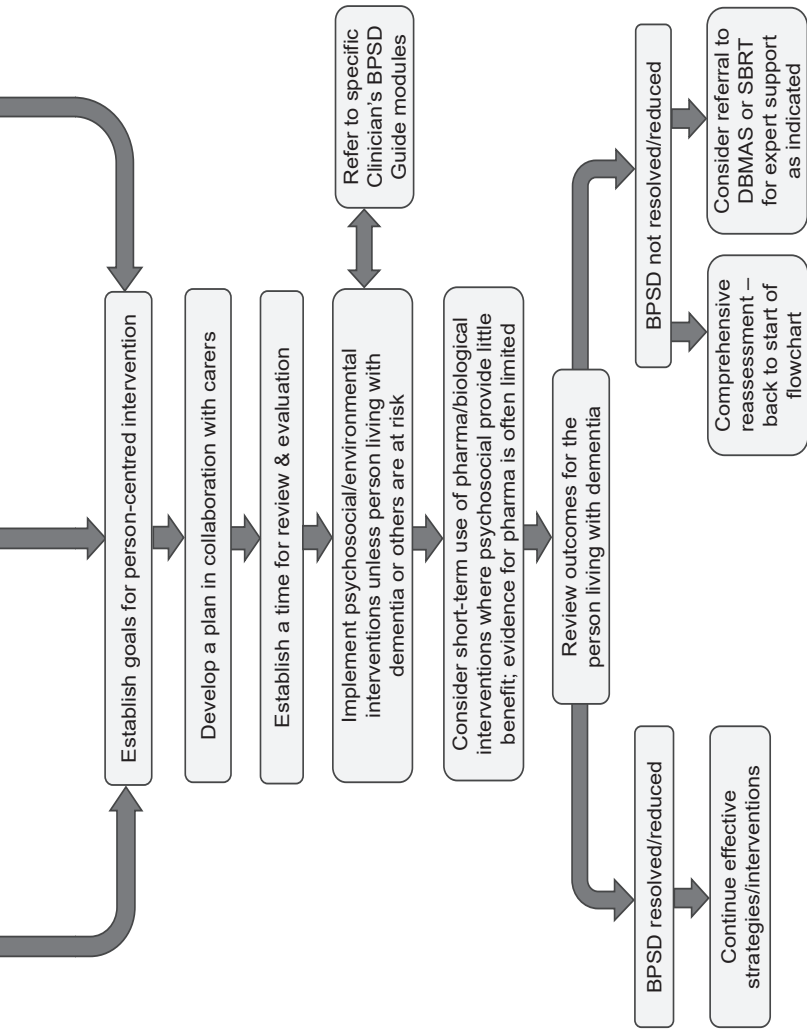 Establish goals for person-centred intervention
Develop a plan in collaboration with carers
Establish a time for review & evaluation
Implement psychosocial/environmental
interventions unless person living with
dementia or others are at risk
Refer to specific
Clinician's BPSD
Guide modules
Consider short-term use of pharma/biological
interventions where psychosocial provide little
benefit; evidence for pharma is often limited
Review outcomes for the
person living with dementia
BPSD resolved/reduced
Continue effective
strategies/interventions
BPSD not resolved/reduced
Comprehensive
reassessment –
back to start of
flowchart
Consider referral to
DBMAS or SBRT
for expert support
as indicated